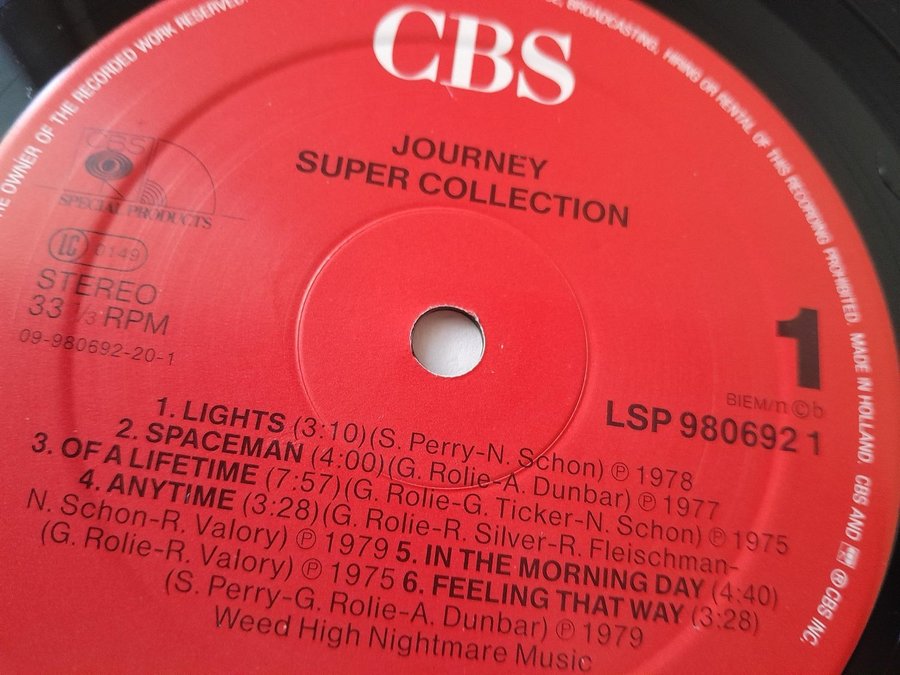 HE OWNER OF THE RECORDED WORK RESERVED.
BROADCASTING, HIRING OR RENTAL OF THIS RECORDING PROHIBITED. MADE IN HOLLAND. CBS AND ® CBS INC.
CBS
JOURNEY
SUPER COLLECTION
CBS
SPECIAL PRODUCTS
LC 0149
STEREO
33 1/3 RPM
09-980692-20-1
1
BIEM/n©b
LSP 980692 1
1. LIGHTS (3:10)(S. Perry-N. Schon) ℗ 1978
2. SPACEMAN (4:00)(G. Rolie-A. Dunbar) ℗ 1977
3. OF A LIFETIME (7:57)(G. Rolie-G. Ticker-N. Schon) ℗ 1975
4. ANYTIME (3:28)(G. Rolie-R. Silver-R. Fleischman-
N. Schon-R. Valory) ℗ 1979 5. IN THE MORNING DAY (4:40)
(G. Rolie-R. Valory) ℗ 1975 6. FEELING THAT WAY (3:28)
(S. Perry-G. Rolie-A. Dunbar) ℗ 1979
Weed High Nightmare Music